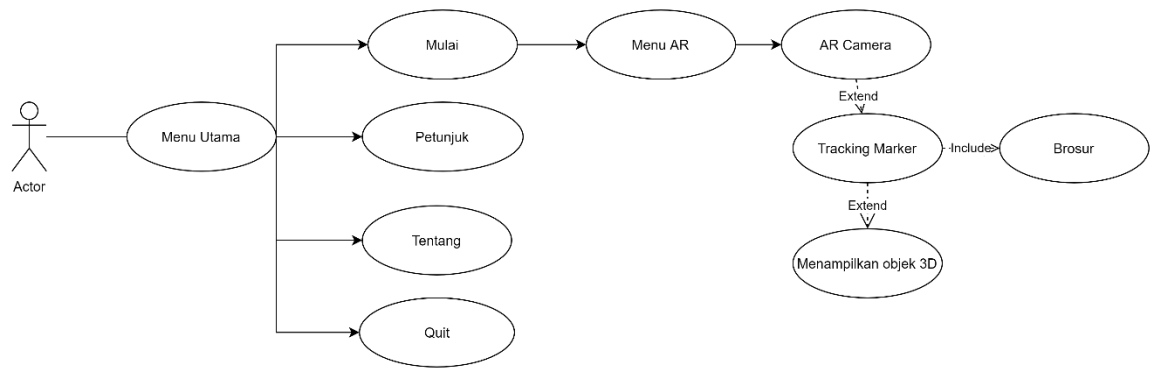 Mulai
Menu AR
AR Camera
Extend
Actor
Menu Utama
Petunjuk
Tracking Marker
Include
Brosur
Extend
Tentang
Menampilkan objek 3D
Quit